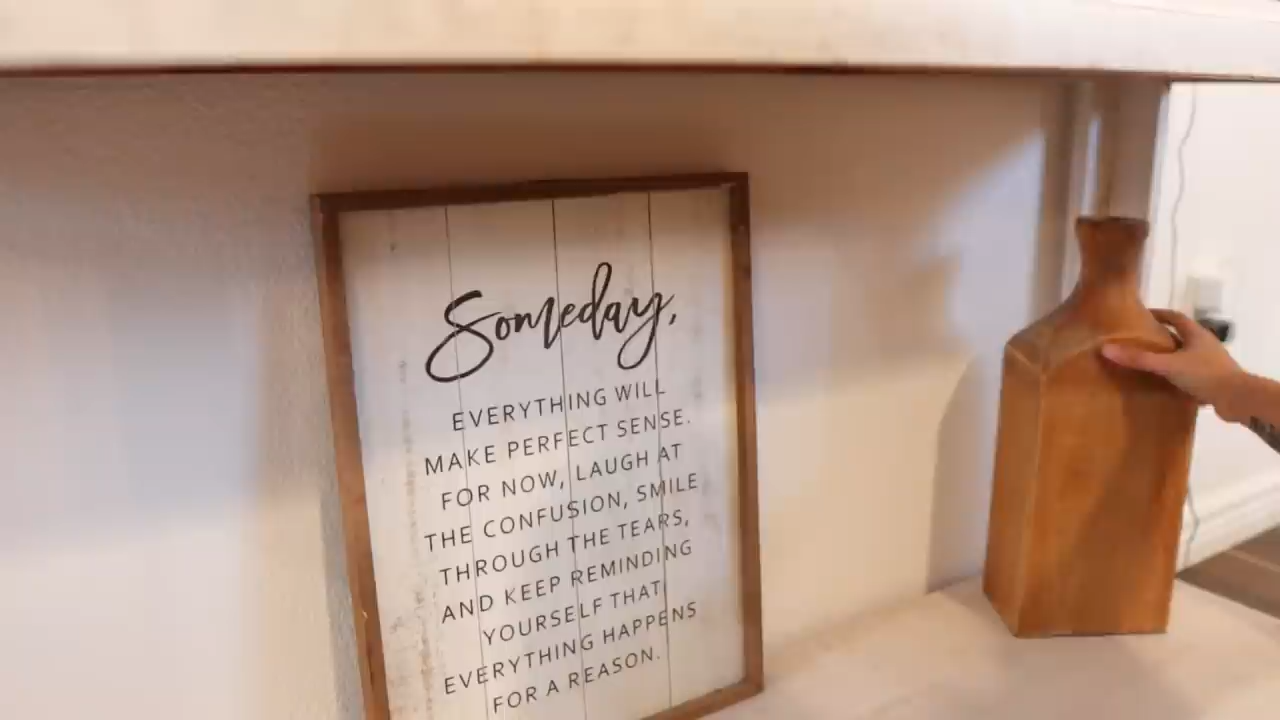 Someday,
EVERYTHING WILL
MAKE PERFECT SENSE.
FOR NOW, LAUGH AT
THE CONFUSION, SMILE
THROUGH THE TEARS,
AND KEEP REMINDING
YOURSELF THAT
EVERYTHING HAPPENS
FOR A REASON.